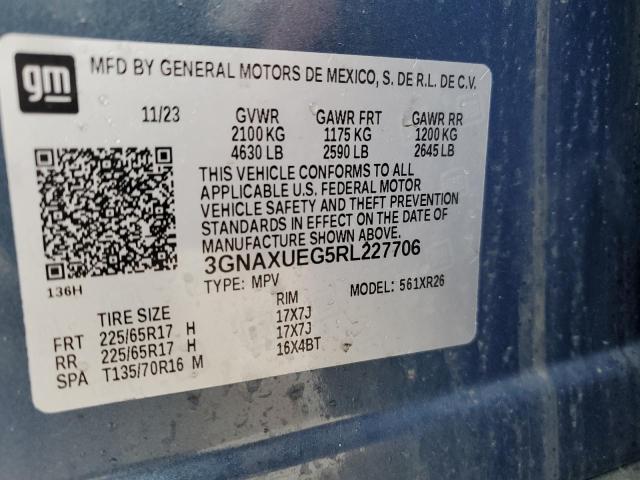 gm
MFD BY GENERAL MOTORS DE MEXICO, S. DE R.L. DE C.V.
11/23 GVWR GAWR FRT GAWR RR
2100 KG 1175 KG 1200 KG
4630 LB 2590 LB 2645 LB
THIS VEHICLE CONFORMS TO ALL
APPLICABLE U.S. FEDERAL MOTOR
VEHICLE SAFETY AND THEFT PREVENTION
STANDARDS IN EFFECT ON THE DATE OF
MANUFACTURE SHOWN ABOVE.
3GNAXUEG5RL227706
136H
TYPE: MPV MODEL: 561XR26
TIRE SIZE RIM
FRT 225/65R17 H 17X7J
RR 225/65R17 H 17X7J
SPA T135/70R16 M 16X4BT